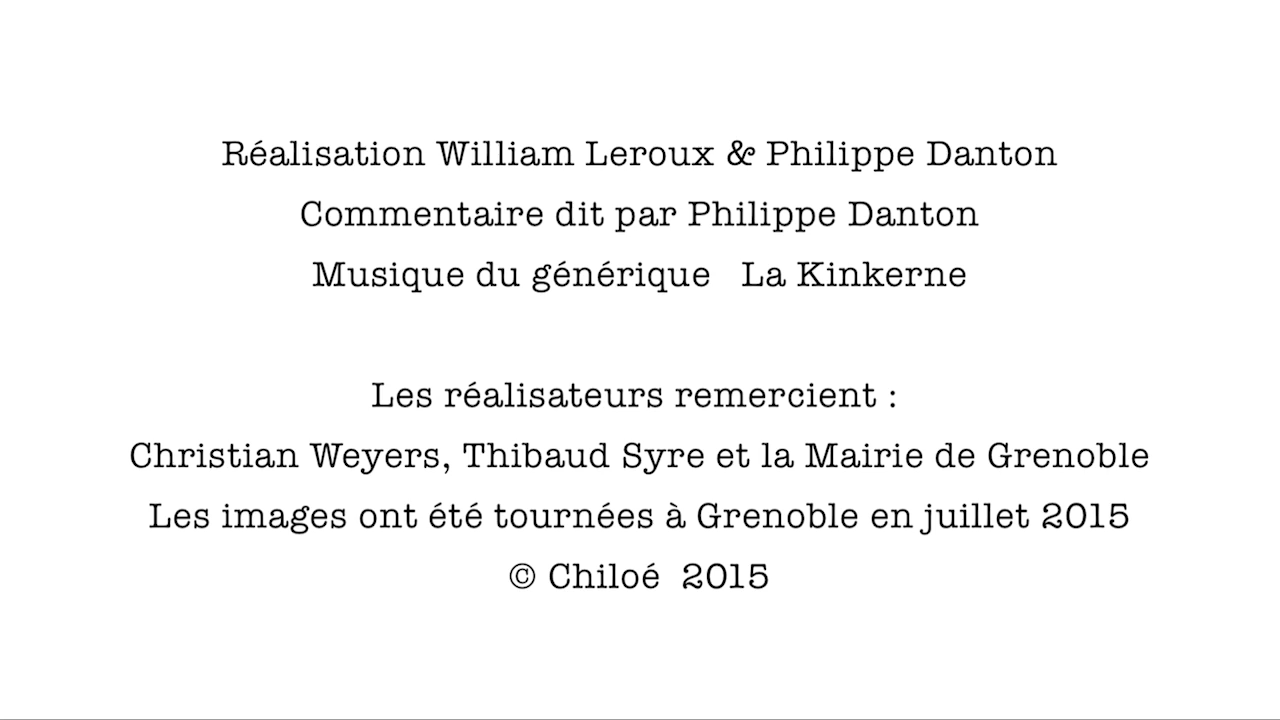 Réalisation William Leroux & Philippe Danton
Commentaire dit par Philippe Danton
Musique du générique   La Kinkerne
Les réalisateurs remercient :
Christian Weyers, Thibaud Syre et la Mairie de Grenoble
Les images ont été tournées à Grenoble en juillet 2015
© Chiloé  2015